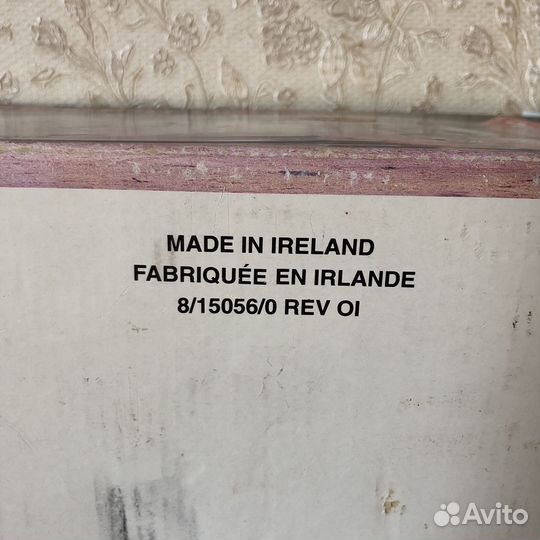 MADE IN IRELAND
FABRIQUÉE EN IRLANDE
8/15056/0 REV OI
Avito